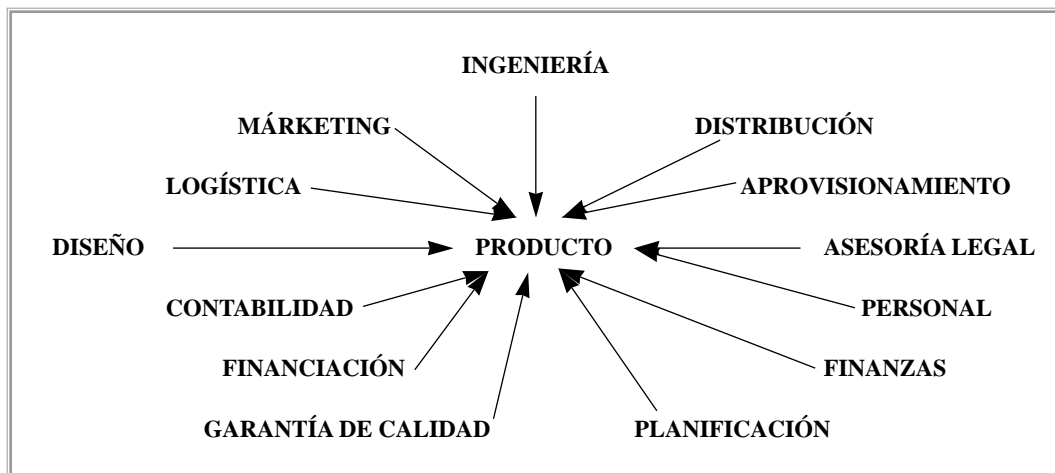 INGENIERÍA
MÁRKETING DISTRIBUCIÓN
LOGÍSTICA APROVISIONAMIENTO
DISEÑO PRODUCTO ASESORÍA LEGAL
CONTABILIDAD PERSONAL
FINANCIACIÓN FINANZAS
GARANTÍA DE CALIDAD PLANIFICACIÓN